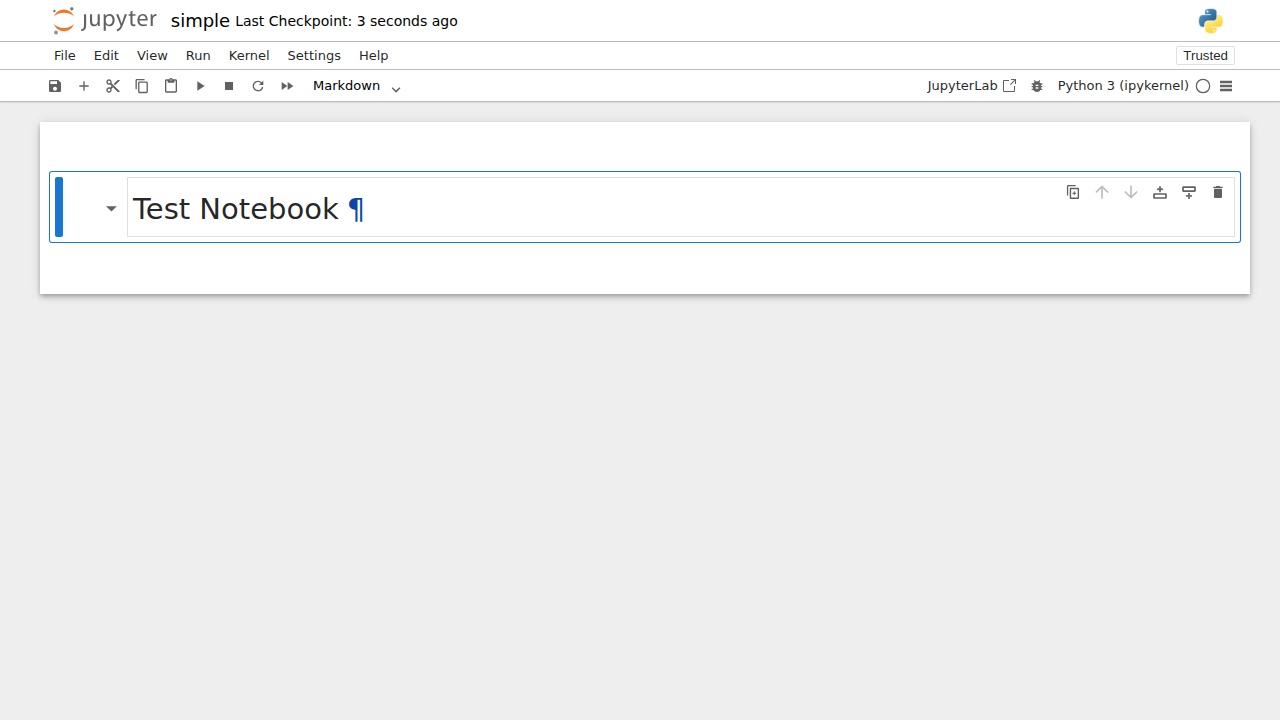 jupyter simple Last Checkpoint: 3 seconds ago
File Edit View Run Kernel Settings Help Trusted
Markdown JupyterLab Python 3 (ipykernel)
Test Notebook ¶